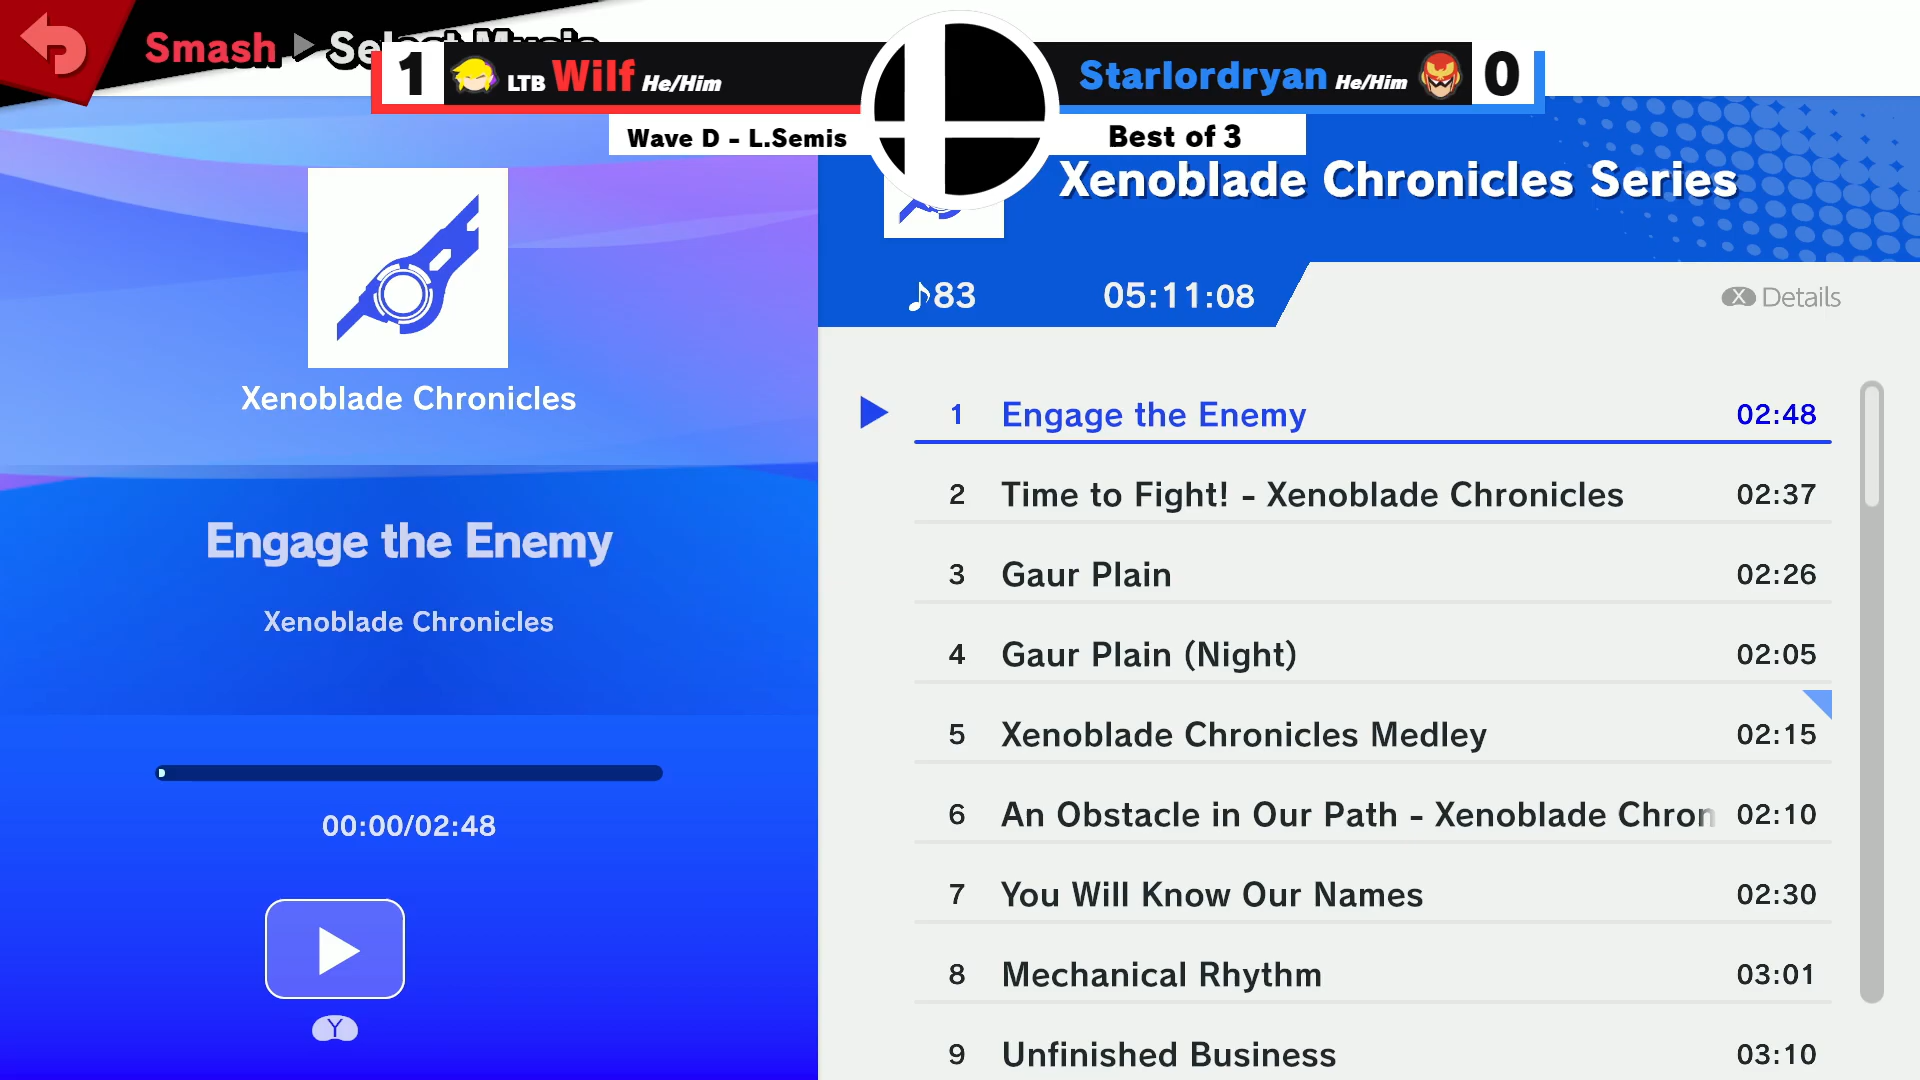 Smash ▶ Select Music
1 LTB Wilf He/Him
Starlordryan He/Him 0
Wave D - L.Semis
Best of 3
Xenoblade Chronicles
Engage the Enemy
Xenoblade Chronicles
00:00/02:48
Y
Xenoblade Chronicles Series
♪83 05:11:08
X Details
1 Engage the Enemy 02:48
2 Time to Fight! - Xenoblade Chronicles 02:37
3 Gaur Plain 02:26
4 Gaur Plain (Night) 02:05
5 Xenoblade Chronicles Medley 02:15
6 An Obstacle in Our Path - Xenoblade Chron 02:10
7 You Will Know Our Names 02:30
8 Mechanical Rhythm 03:01
9 Unfinished Business 03:10